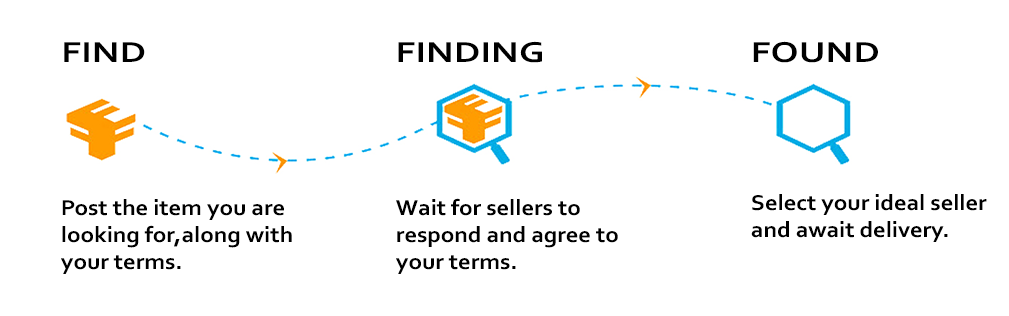 FIND
Post the item you are
looking for,along with
your terms.
FINDING
Wait for sellers to
respond and agree to
your terms.
FOUND
Select your ideal seller
and await delivery.